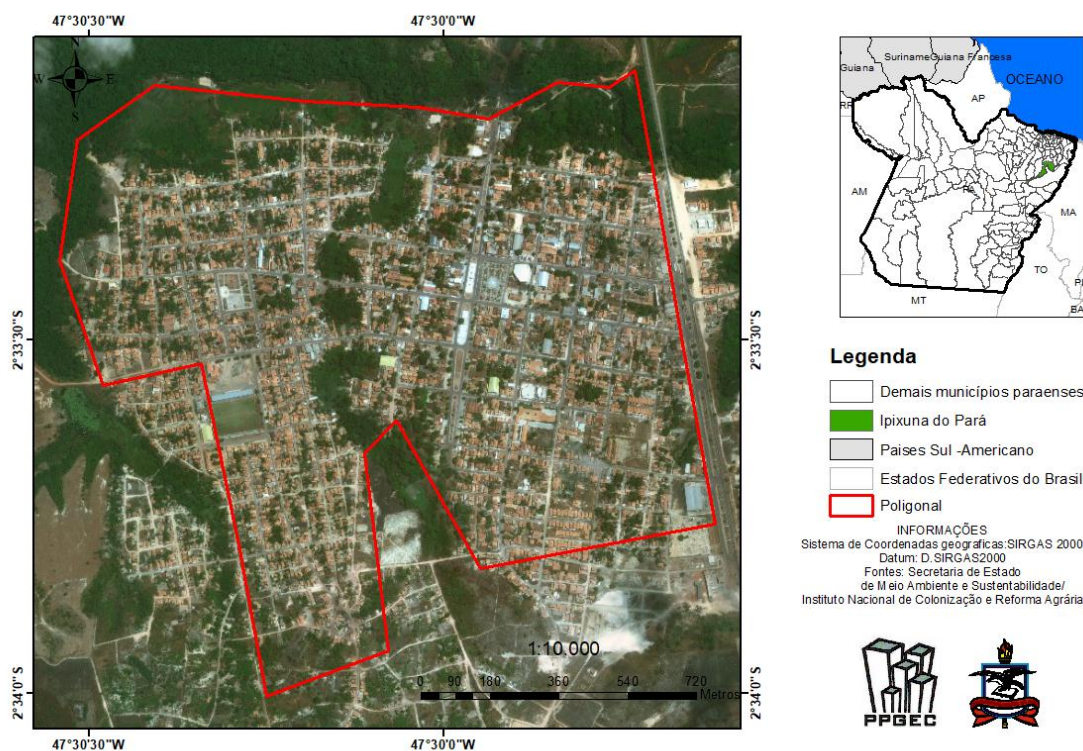 47°30'30"W
47°30'0"W
N
W
E
S
2°33'30"S
2°34'0"S
2°33'30"S
2°34'0"S
1:10.000
0 90 180 360 540 720
Metros
47°30'30"W
47°30'0"W
Guiana
Suriname
Guiana Francesa
OCEANO
RR
AP
AM
PA
MA
TO
PI
BA
MT
Legenda
Demais municípios paraenses
Ipixuna do Pará
Paises Sul -Americano
Estados Federativos do Brasil
Poligonal
INFORMAÇÕES
Sistema de Coordenadas geograficas:SIRGAS 2000
Datum: D.SIRGAS2000
Fontes: Secretaria de Estado
de Meio Ambiente e Sustentabilidade/
Instituto Nacional de Colonização e Reforma Agrária
PPGEC